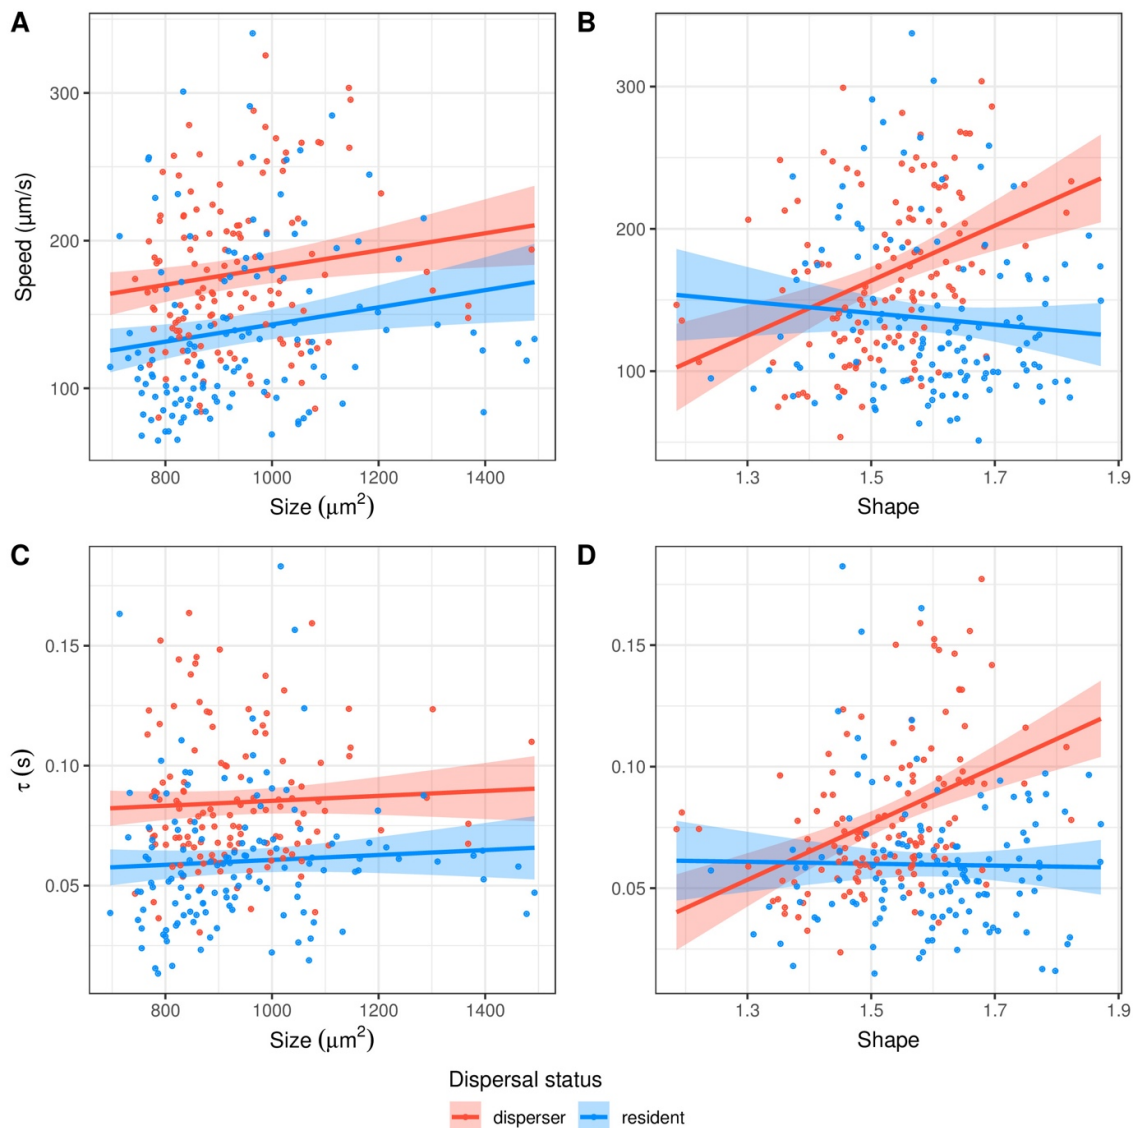 A
B
Speed (μm/s)
300
200
100
800
1000
1200
1400
Size (μm²)
300
200
100
1.3
1.5
1.7
1.9
Shape
C
D
τ (s)
0.15
0.10
0.05
800
1000
1200
1400
Size (μm²)
0.15
0.10
0.05
1.3
1.5
1.7
1.9
Shape
Dispersal status
disperser
resident